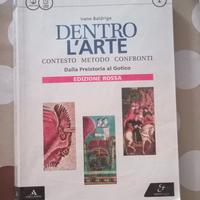 Irene Baldriga
DENTRO
L'ARTE
CONTESTO METODO CONFRONTI
Dalla Preistoria al Gotico
EDIZIONE ROSSA